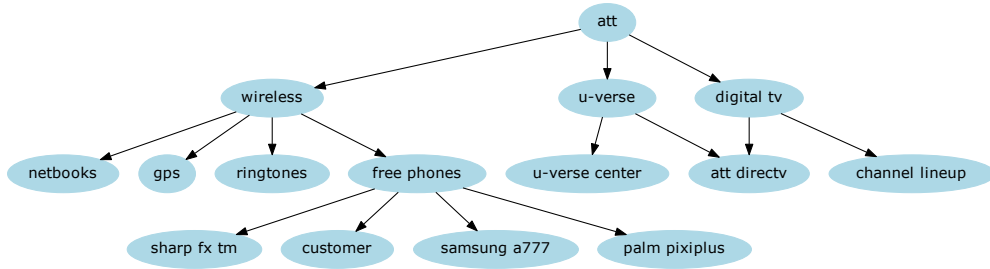 att
wireless
u-verse
digital tv
netbooks
gps
ringtones
free phones
u-verse center
att directv
channel lineup
sharp fx tm
customer
samsung a777
palm pixiplus